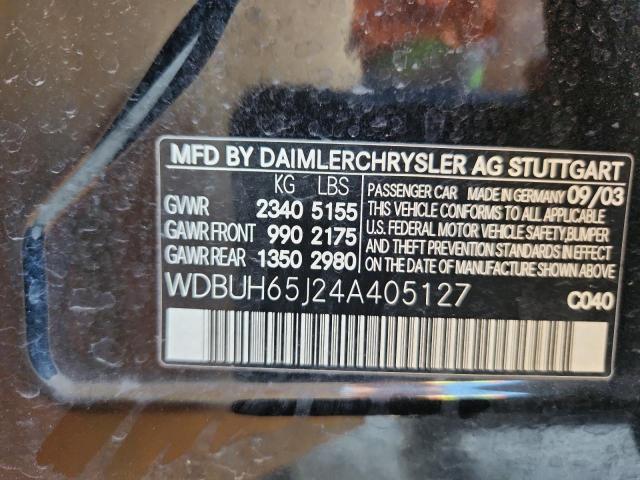 MFD BY DAIMLERCHRYSLER AG STUTTGART
KG LBS
GVWR 2340 5155
GAWR FRONT 990 2175
GAWR REAR 1350 2980
PASSENGER CAR MADE IN GERMANY 09/03
THIS VEHICLE CONFORMS TO ALL APPLICABLE
U.S. FEDERAL MOTOR VEHICLE SAFETY, BUMPER
AND THEFT PREVENTION STANDARDS IN EFFECT
ON THE DATE OF MANUFACTURE SHOWN ABOVE.
WDBUH65J24A405127 C040